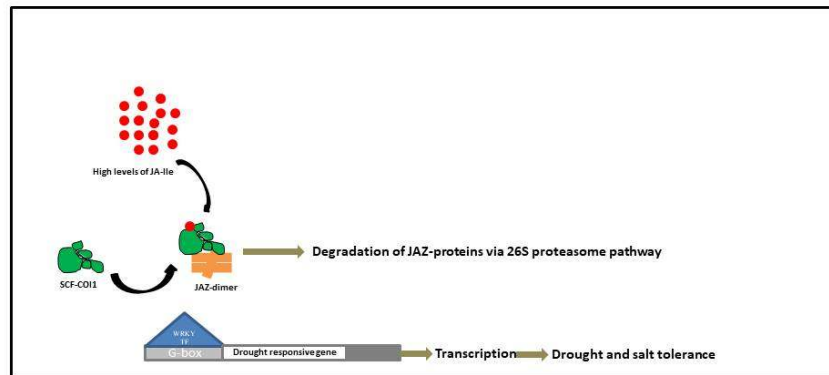 High levels of JA-Ile
Degradation of JAZ-proteins via 26S proteasome pathway
SCF-COI1
JAZ-dimer
WRKY
TF
G-box
Drought responsive gene
Transcription
Drought and salt tolerance